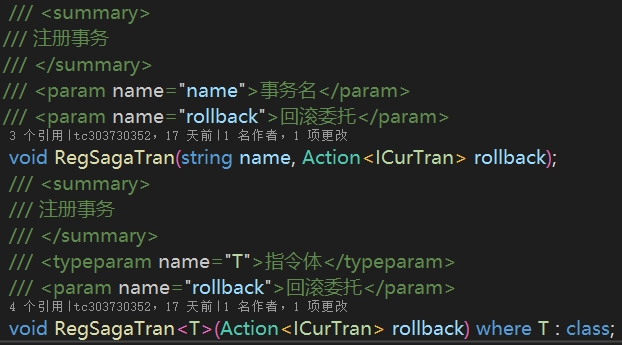 /// <summary>
/// 注册事务
/// </summary>
/// <param name="name">事务名</param>
/// <param name="rollback">回滚委托</param>
3 个引用|tc303730352，17 天前|1 名作者，1 项更改
void RegSagaTran(string name, Action<ICurTran> rollback);
/// <summary>
/// 注册事务
/// </summary>
/// <typeparam name="T">指令体</typeparam>
/// <param name="rollback">回滚委托</param>
4 个引用|tc303730352，17 天前|1 名作者，1 项更改
void RegSagaTran<T>(Action<ICurTran> rollback) where T : class;